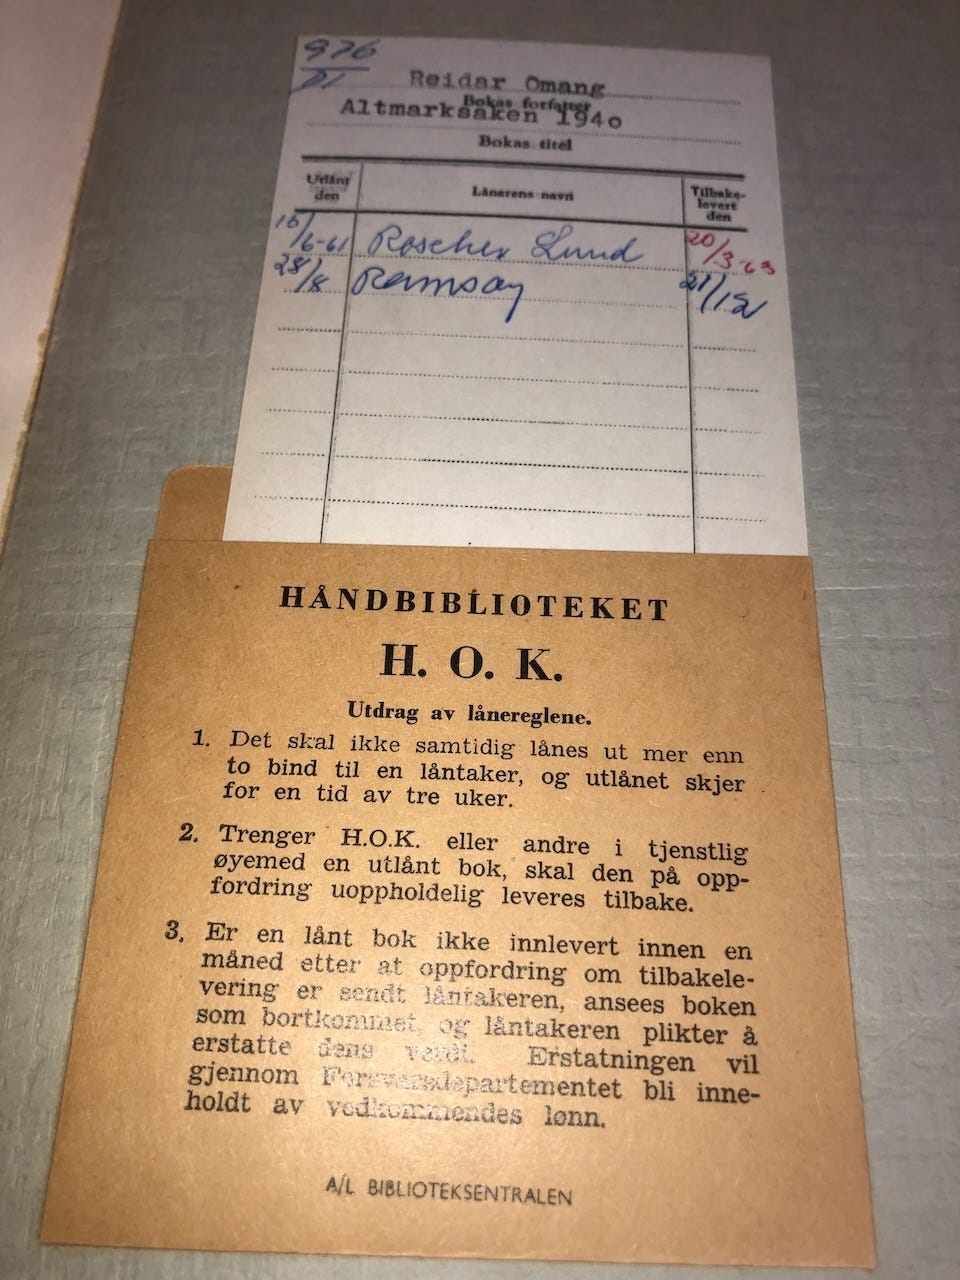 976
Reidar Omang
Bokas forfatter
Altmarksaken 1940
Bokas titel
Utlånt den
Lånerens navn
Tilbake-levert den
16/6-61 Roscher Lund 20/3-63
28/8 Ramsay 21/12
HÅNDBIBLIOTEKET
H. O. K.
Utdrag av lånereglene.
1. Det skal ikke samtidig lånes ut mer enn
to bind til en låntaker, og utlånet skjer
for en tid av tre uker.
2. Trenger H.O.K. eller andre i tjenstlig
øyemed en utlånt bok, skal den på opp-
fordring uoppholdelig leveres tilbake.
3. Er en lånt bok ikke innlevert innen en
måned etter at oppfordring om tilbakele-
vering er sendt låntakeren, ansees boken
som bortkommet, og låntakeren plikter å
erstatte dens verdi. Erstatningen vil
gjennom Forsvarsdepartementet bli inne-
holdt av vedkommendes lønn.
A/L BIBLIOTEKSENTRALEN